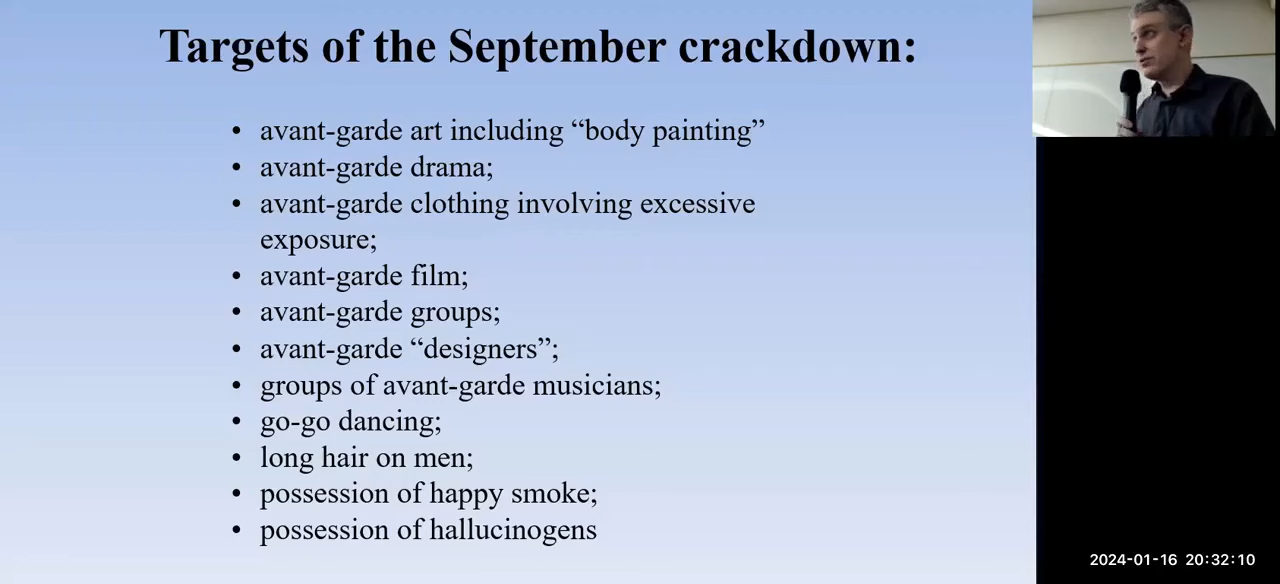 Targets of the September crackdown:
• avant-garde art including “body painting”
• avant-garde drama;
• avant-garde clothing involving excessive
exposure;
• avant-garde film;
• avant-garde groups;
• avant-garde “designers”;
• groups of avant-garde musicians;
• go-go dancing;
• long hair on men;
• possession of happy smoke;
• possession of hallucinogens
2024-01-16 20:32:10